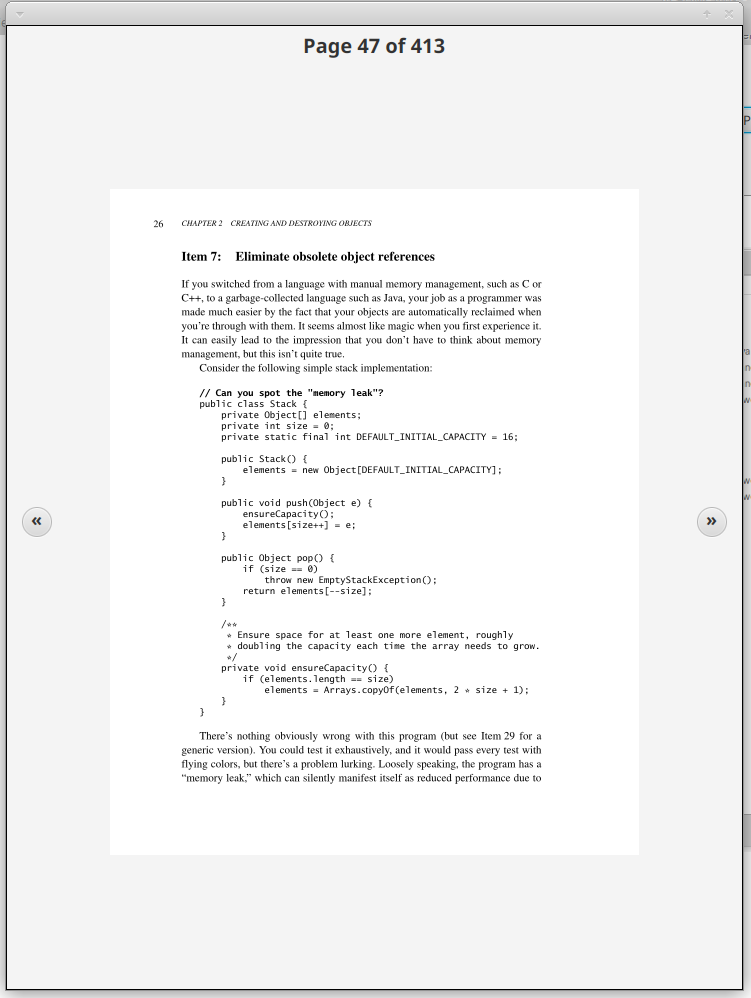 Page 47 of 413
26 CHAPTER 2 CREATING AND DESTROYING OBJECTS
Item 7: Eliminate obsolete object references
If you switched from a language with manual memory management, such as C or
C++, to a garbage-collected language such as Java, your job as a programmer was
made much easier by the fact that your objects are automatically reclaimed when
you're through with them. It seems almost like magic when you first experience it.
It can easily lead to the impression that you don't have to think about memory
management, but this isn't quite true.
Consider the following simple stack implementation:
// Can you spot the "memory leak"?
public class Stack {
    private Object[] elements;
    private int size = 0;
    private static final int DEFAULT_INITIAL_CAPACITY = 16;

    public Stack() {
        elements = new Object[DEFAULT_INITIAL_CAPACITY];
    }

    public void push(Object e) {
        ensureCapacity();
        elements[size++] = e;
    }

    public Object pop() {
        if (size == 0)
            throw new EmptyStackException();
        return elements[--size];
    }

    /**
     * Ensure space for at least one more element, roughly
     * doubling the capacity each time the array needs to grow.
     */
    private void ensureCapacity() {
        if (elements.length == size)
            elements = Arrays.copyOf(elements, 2 * size + 1);
    }
}
There's nothing obviously wrong with this program (but see Item 29 for a
generic version). You could test it exhaustively, and it would pass every test with
flying colors, but there's a problem lurking. Loosely speaking, the program has a
“memory leak,” which can silently manifest itself as reduced performance due to
«
»